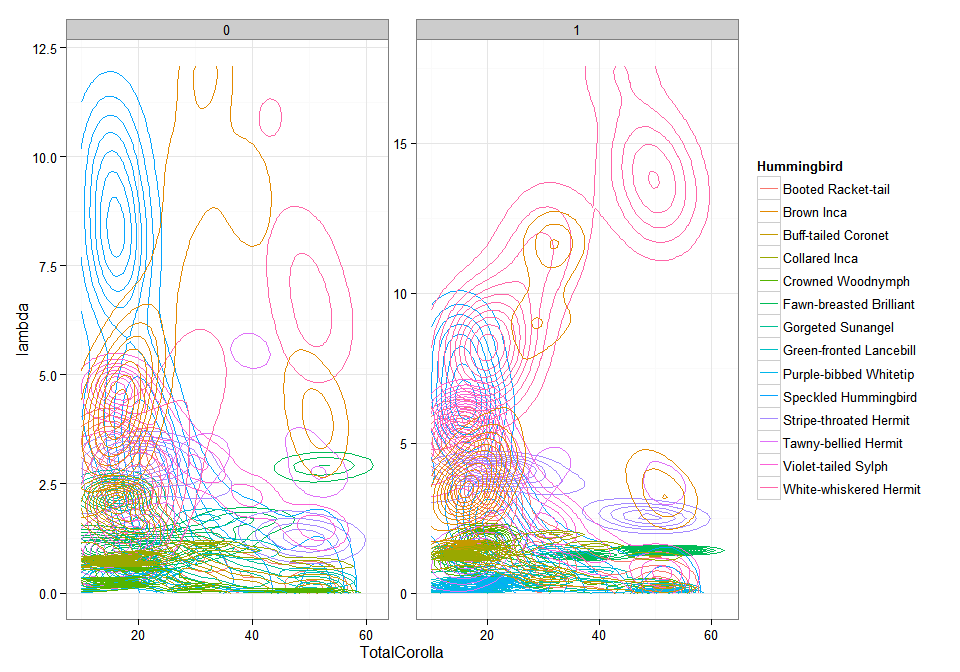 0
1
12.5
10.0
7.5
5.0
2.5
0.0
15
10
5
0
20
40
60
20
40
60
lambda
TotalCorolla
Hummingbird
Booted Racket-tail
Brown Inca
Buff-tailed Coronet
Collared Inca
Crowned Woodnymph
Fawn-breasted Brilliant
Gorgeted Sunangel
Green-fronted Lancebill
Purple-bibbed Whitetip
Speckled Hummingbird
Stripe-throated Hermit
Tawny-bellied Hermit
Violet-tailed Sylph
White-whiskered Hermit